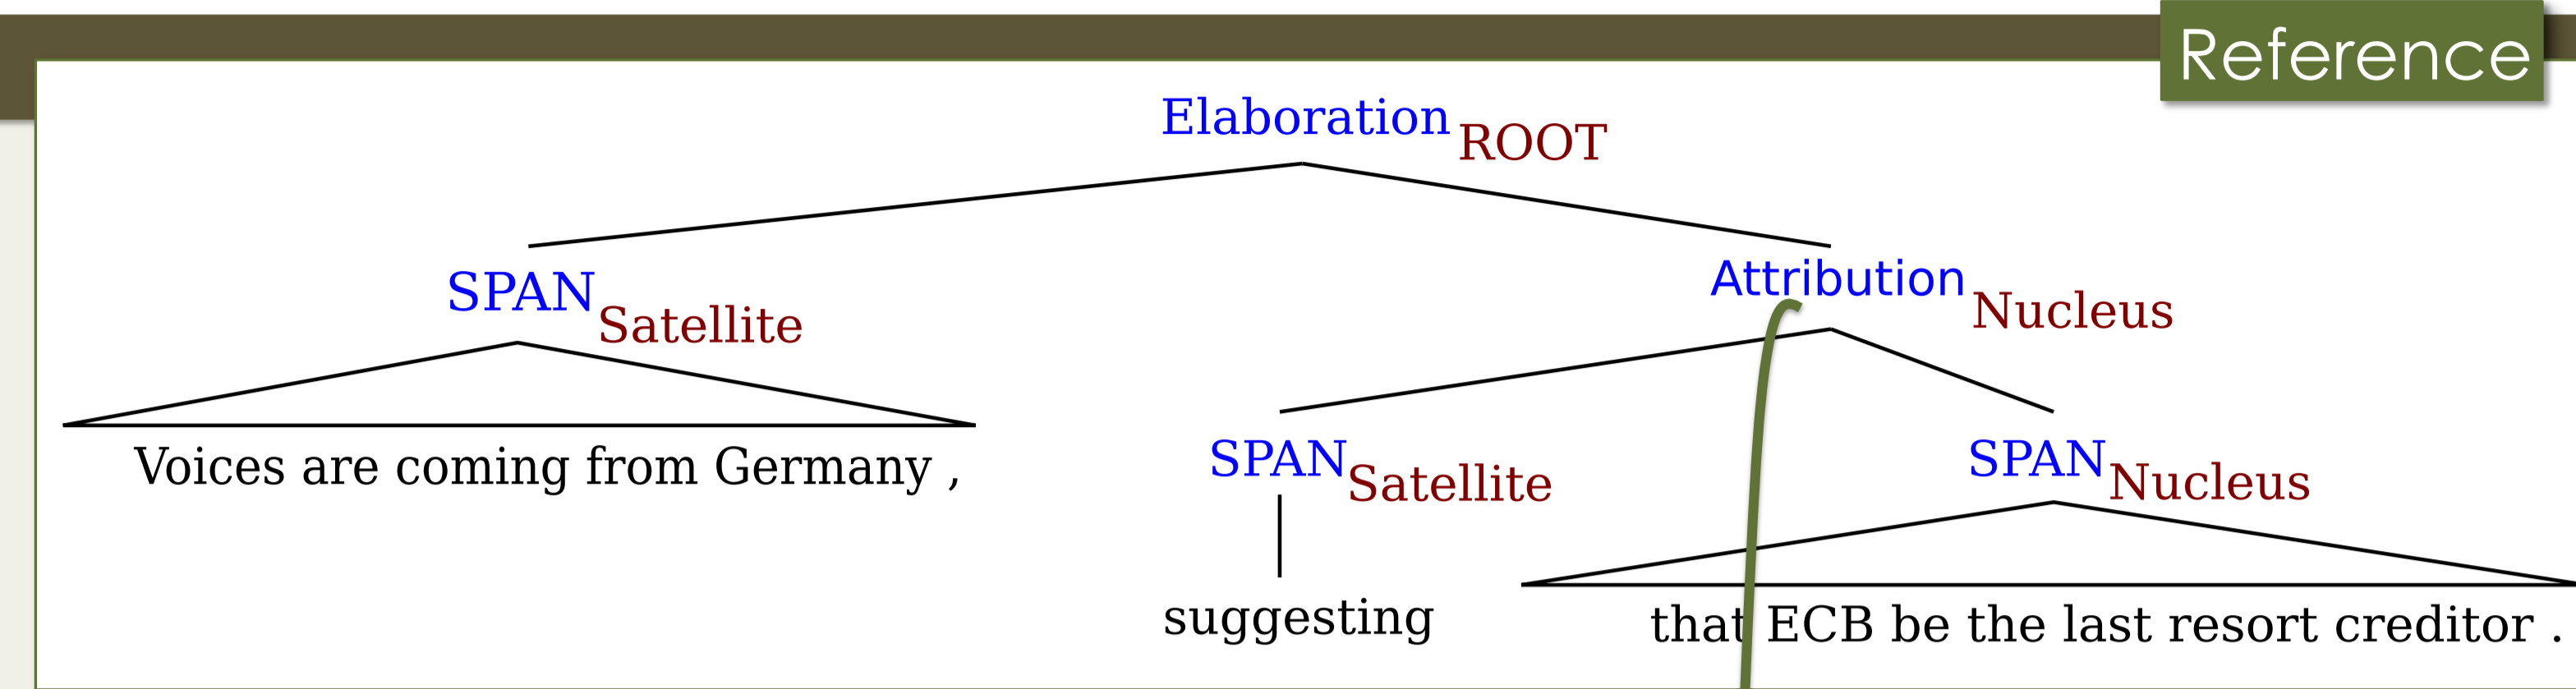 Reference
Elaboration ROOT
SPAN Satellite
Attribution Nucleus
Voices are coming from Germany ,
SPAN Satellite
SPAN Nucleus
suggesting
that ECB be the last resort creditor .